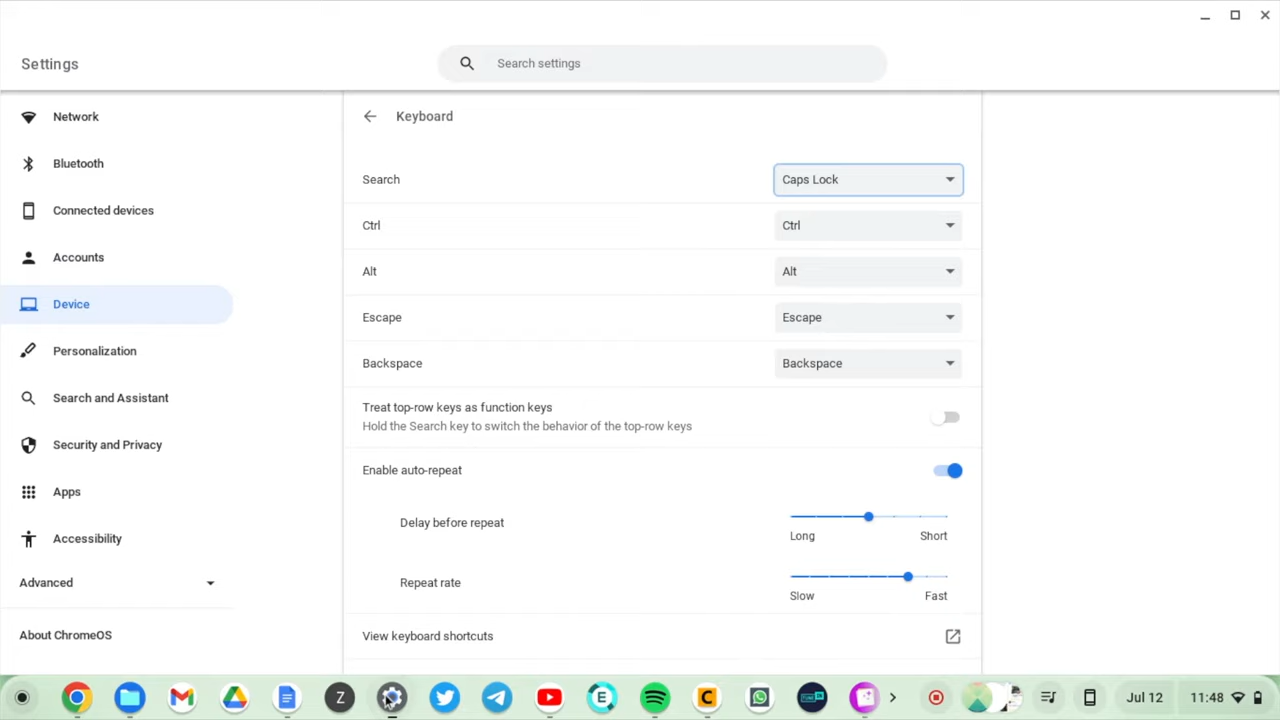 Settings
Search settings
Network
Bluetooth
Connected devices
Accounts
Device
Personalization
Search and Assistant
Security and Privacy
Apps
Accessibility
Advanced
About ChromeOS
Keyboard
Search Caps Lock
Ctrl Ctrl
Alt Alt
Escape Escape
Backspace Backspace
Treat top-row keys as function keys
Hold the Search key to switch the behavior of the top-row keys
Enable auto-repeat
Delay before repeat
Long Short
Repeat rate
Slow Fast
View keyboard shortcuts
Z
E
C
Jul 12 11:48